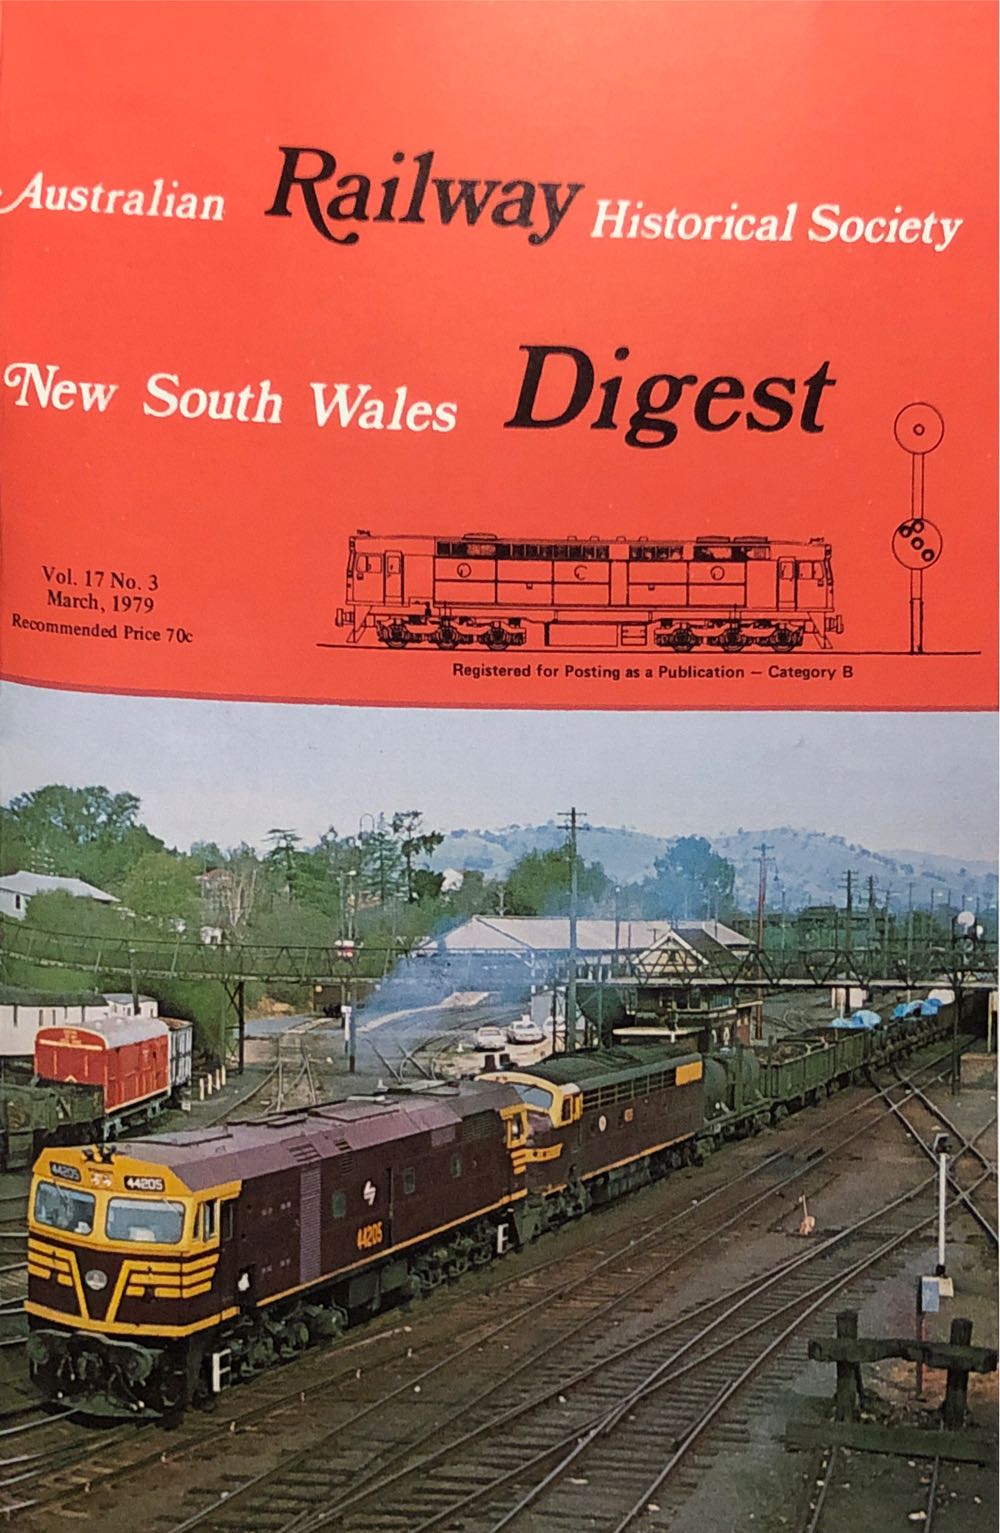 Australian Railway Historical Society
New South Wales Digest
Vol. 17 No. 3
March, 1979
Recommended Price 70c
Registered for Posting as a Publication — Category B
44205 44205
44205